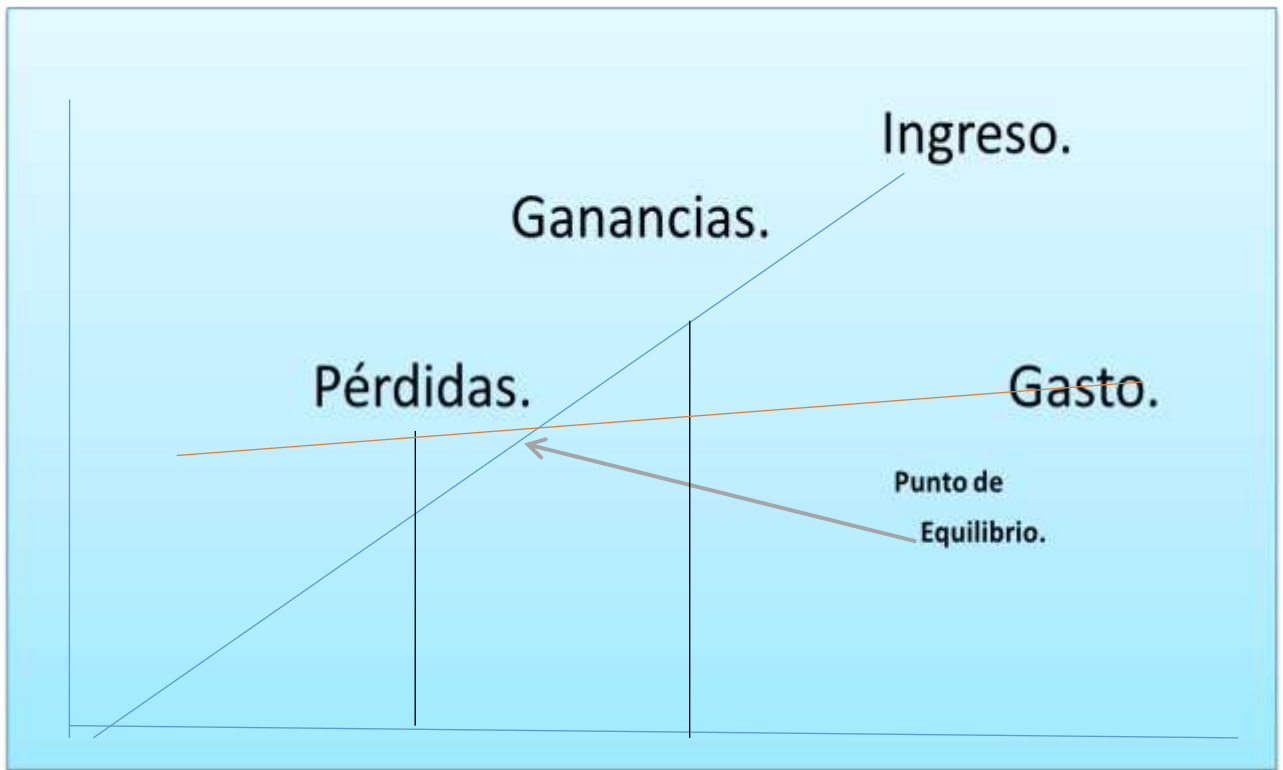 Ingreso.
Ganancias.
Pérdidas.
Gasto.
Punto de
Equilibrio.